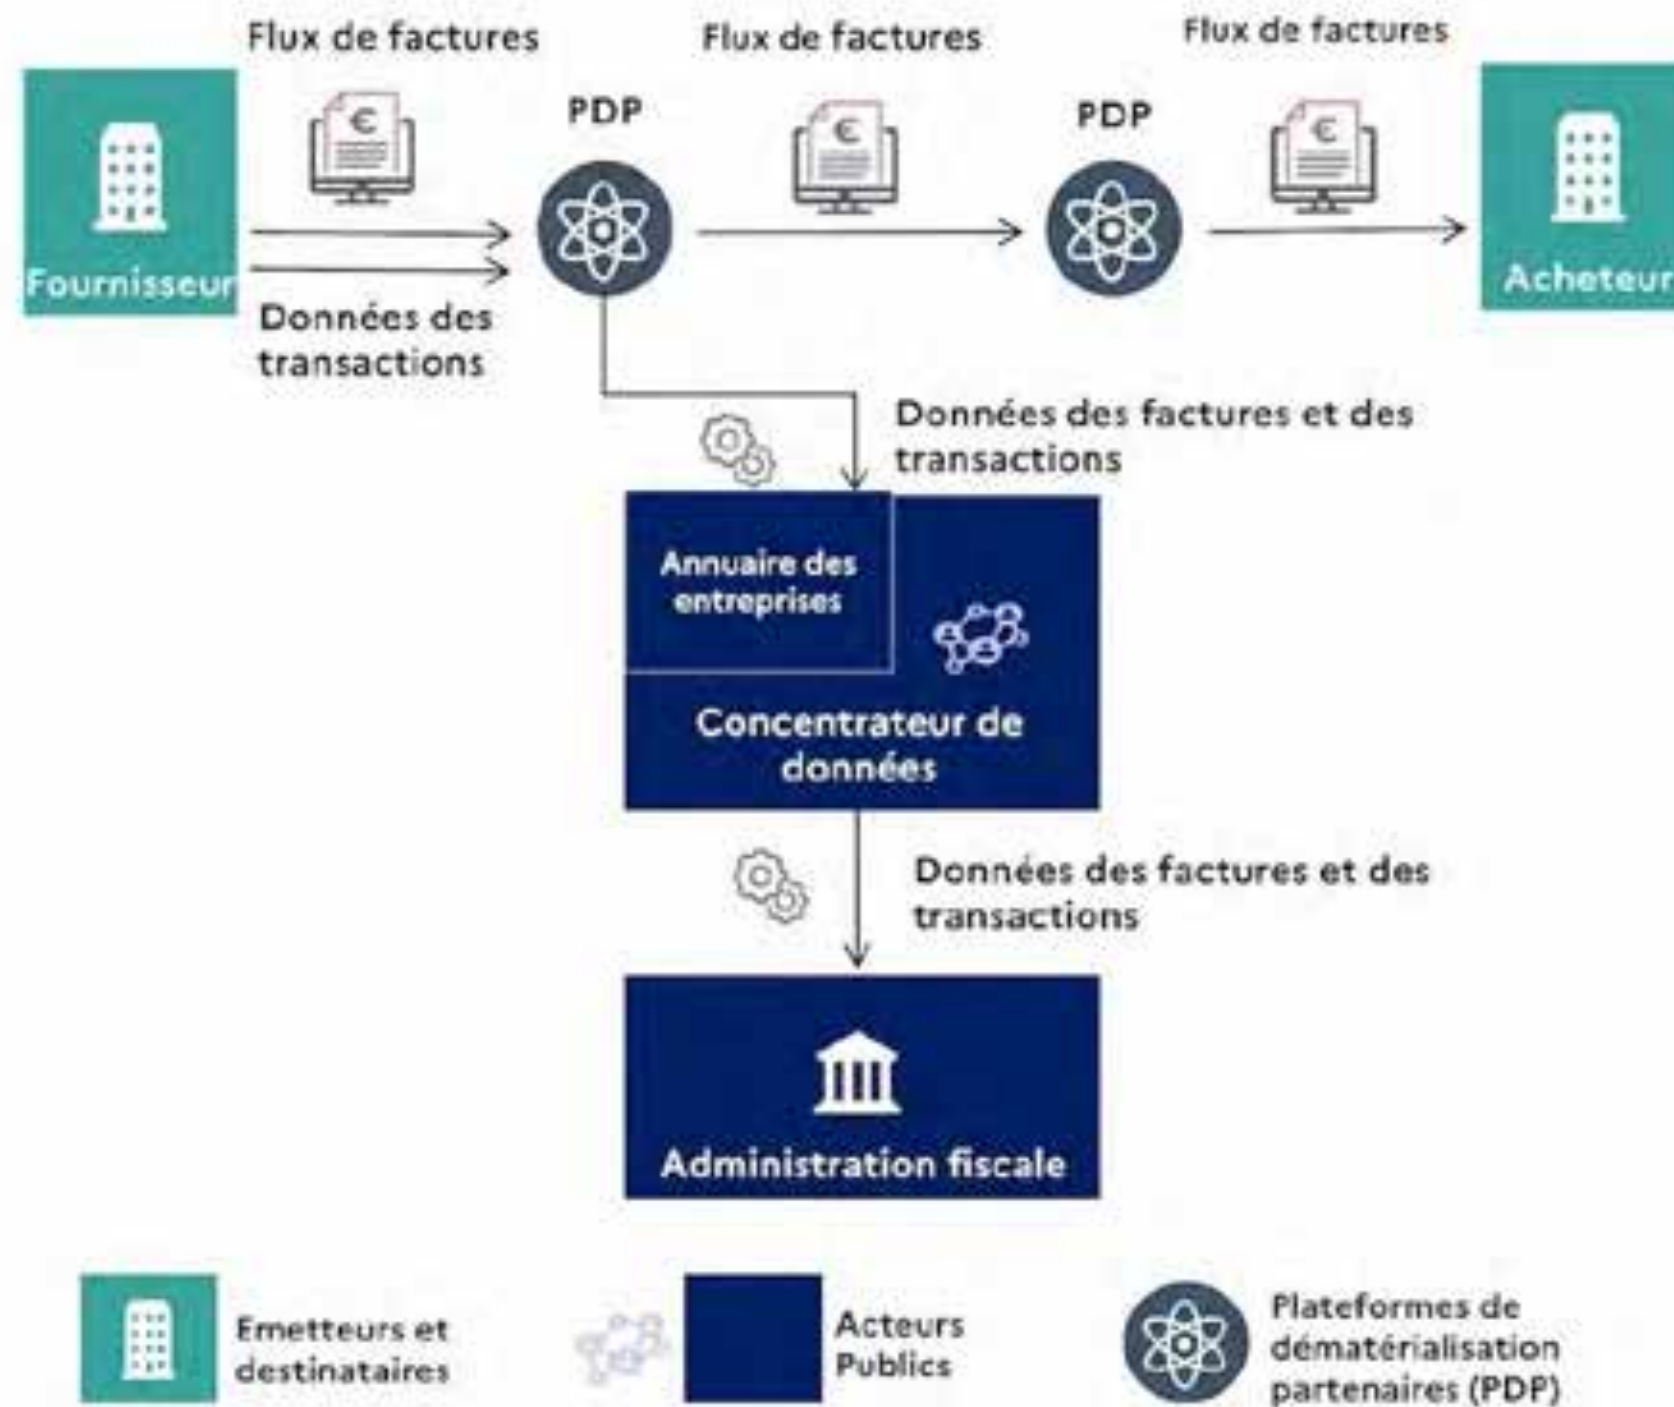 Flux de factures
Flux de factures
Flux de factures
PDP
PDP
Fournisseur
Acheteur
Données des
transactions
Données des factures et des
transactions
Annuaire des
entreprises
Concentrateur de
données
Données des factures et des
transactions
Administration fiscale
Emetteurs et
destinataires
Acteurs
Publics
Plateformes de
dématérialisation
partenaires (PDP)